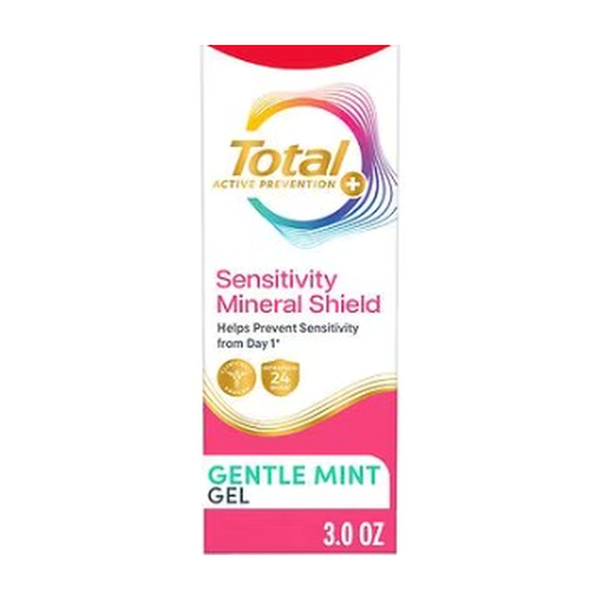 Total
ACTIVE PREVENTION +
Sensitivity
Mineral Shield
Helps Prevent Sensitivity
from Day 1*
24
GENTLE MINT
GEL
3.0 OZ